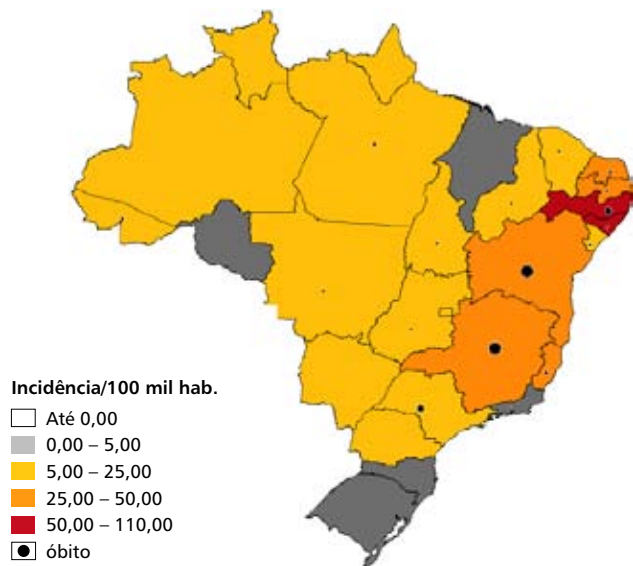 Incidência/100 mil hab.
Até 0,00
0,00 – 5,00
5,00 – 25,00
25,00 – 50,00
50,00 – 110,00
óbito